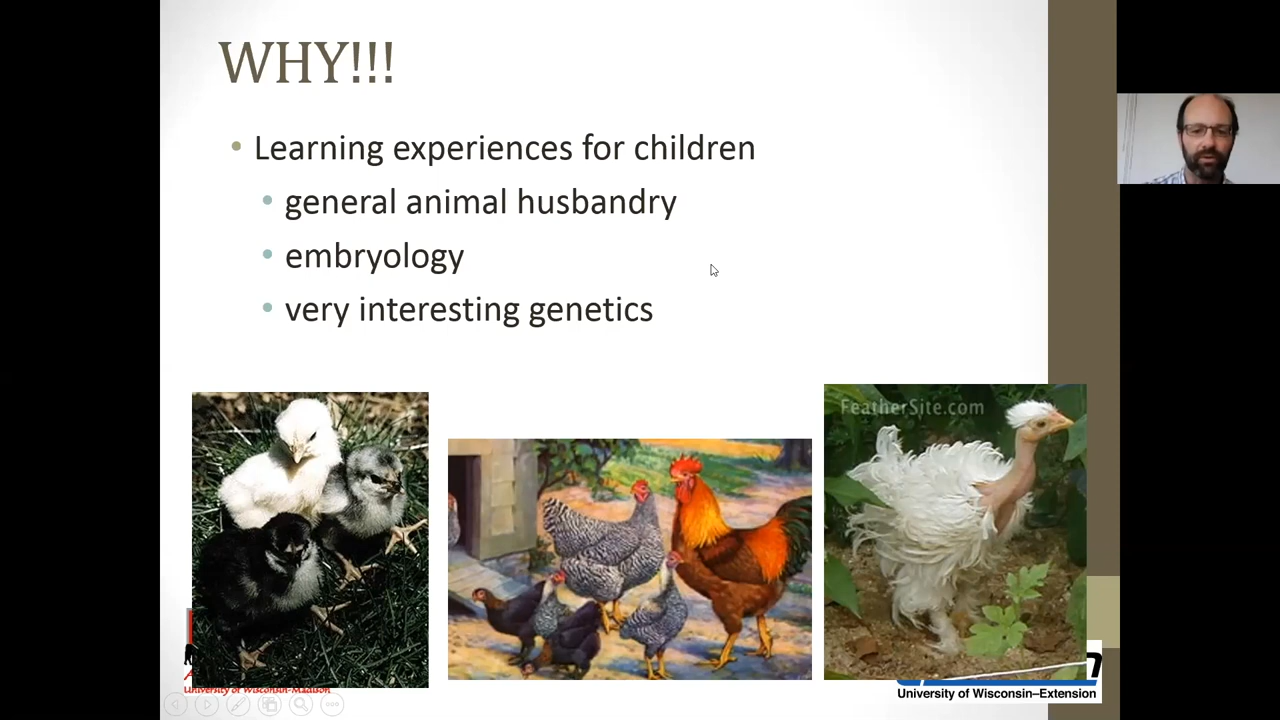 WHY!!!
• Learning experiences for children
• general animal husbandry
• embryology
• very interesting genetics
FeatherSite.com
University of Wisconsin-Madison
University of Wisconsin–Extension